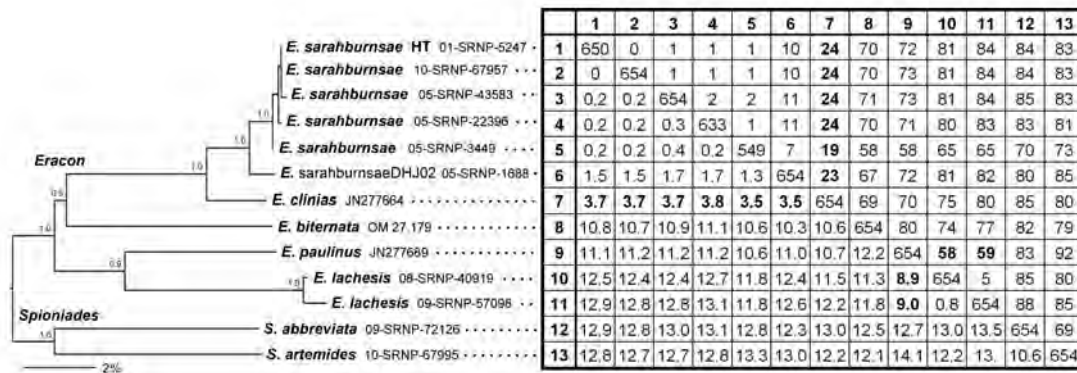 1 2 3 4 5 6 7 8 9 10 11 12 13
E. sarahburnsae HT 01-SRNP-5247 1 650 0 1 1 1 10 24 70 72 81 84 84 83
E. sarahburnsae 10-SRNP-67957 2 0 654 1 1 1 10 24 70 73 81 84 84 83
E. sarahburnsae 05-SRNP-43583 3 0.2 0.2 654 2 2 11 24 71 73 81 84 85 83
E. sarahburnsae 05-SRNP-22396 4 0.2 0.2 0.3 633 1 11 24 70 71 80 83 83 81
1.0
E. sarahburnsae 05-SRNP-3449 5 0.2 0.2 0.4 0.2 549 7 19 58 58 65 65 70 73
1.0
Eracon
E. sarahburnsaeDHJ02 05-SRNP-1688 6 1.5 1.5 1.7 1.7 1.3 654 23 67 72 81 82 80 85
1.0
0.5
E. clinias JN277664 7 3.7 3.7 3.7 3.8 3.5 3.5 654 69 70 75 80 85 80
E. biternata OM 27.179 8 10.8 10.7 10.9 11.1 10.6 10.3 10.6 654 80 74 77 82 79
1.0
E. paulinus JN277669 9 11.1 11.2 11.2 11.2 10.6 11.0 10.7 12.2 654 58 59 83 92
0.9
E. lachesis 08-SRNP-40919 10 12.5 12.4 12.4 12.7 11.8 12.4 11.5 11.3 8.9 654 5 85 80
1.0
E. lachesis 09-SRNP-57098 11 12.9 12.8 12.8 13.1 11.8 12.6 12.2 11.8 9.0 0.8 654 88 85
Spioniades
1.0
S. abbreviata 09-SRNP-72126 12 12.9 12.8 13.0 13.1 12.8 12.3 13.0 12.5 12.7 13.0 13.5 654 69
S. artemides 10-SRNP-67995 13 12.8 12.7 12.7 12.8 13.3 13.0 12.2 12.1 14.1 12.2 13. 10.6 654
2%